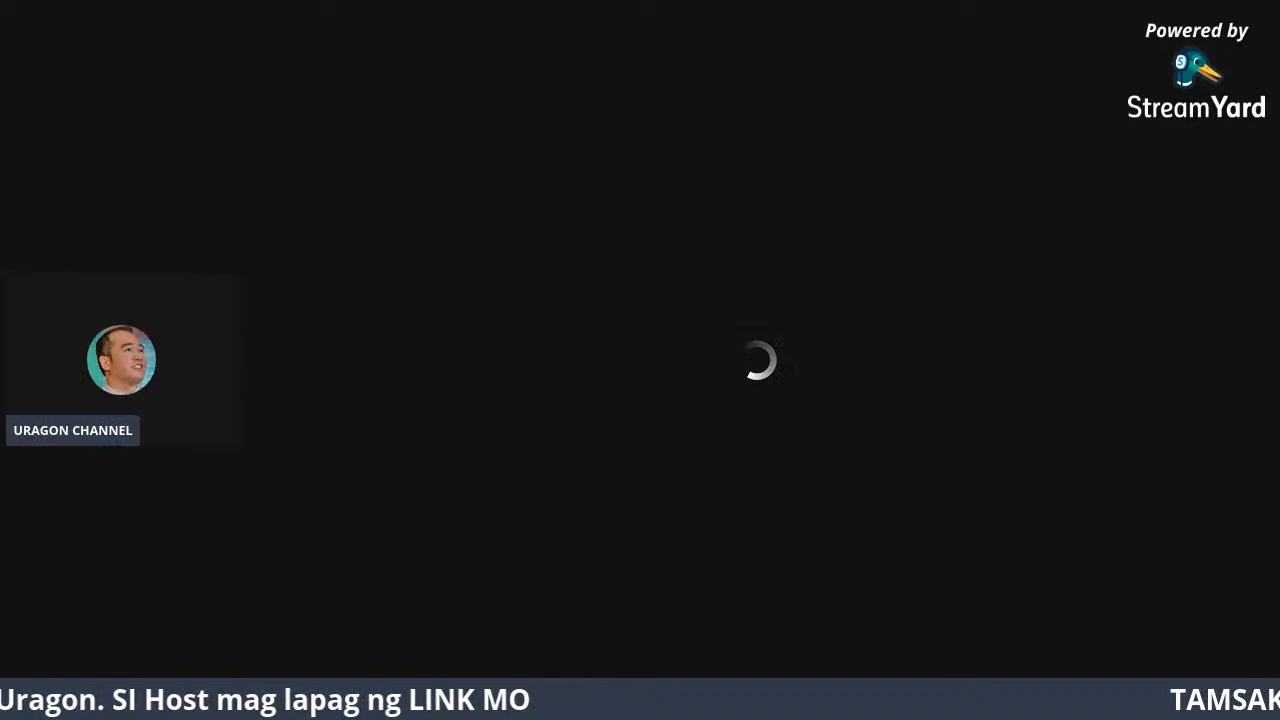 Powered by
S
StreamYard
URAGON CHANNEL
Uragon. SI Host mag lapag ng LINK MO
TAMSAK